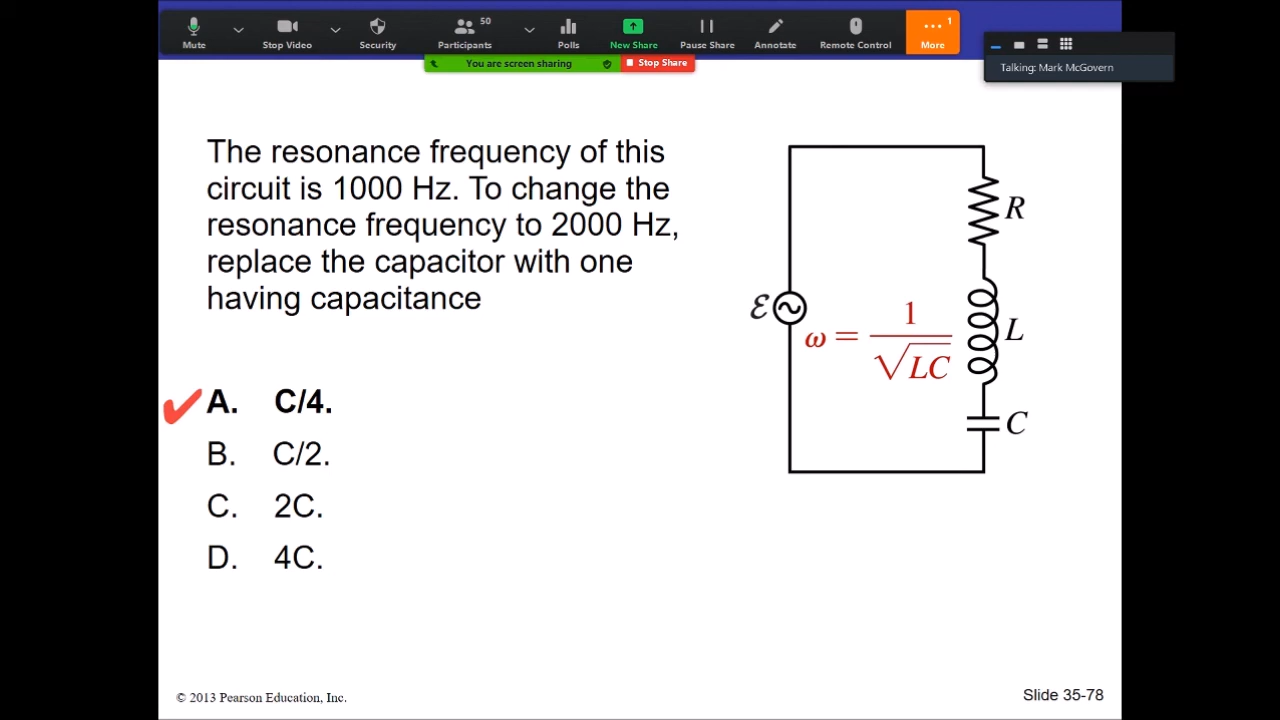 Mute
Stop Video
Security
Participants
50
Polls
New Share
Pause Share
Annotate
Remote Control
More
1
You are screen sharing
Stop Share
Talking: Mark McGovern
The resonance frequency of this
circuit is 1000 Hz. To change the
resonance frequency to 2000 Hz,
replace the capacitor with one
having capacitance
A. C/4.
B. C/2.
C. 2C.
D. 4C.
R
ℰ
ω = 1/√LC
L
C
© 2013 Pearson Education, Inc.
Slide 35-78